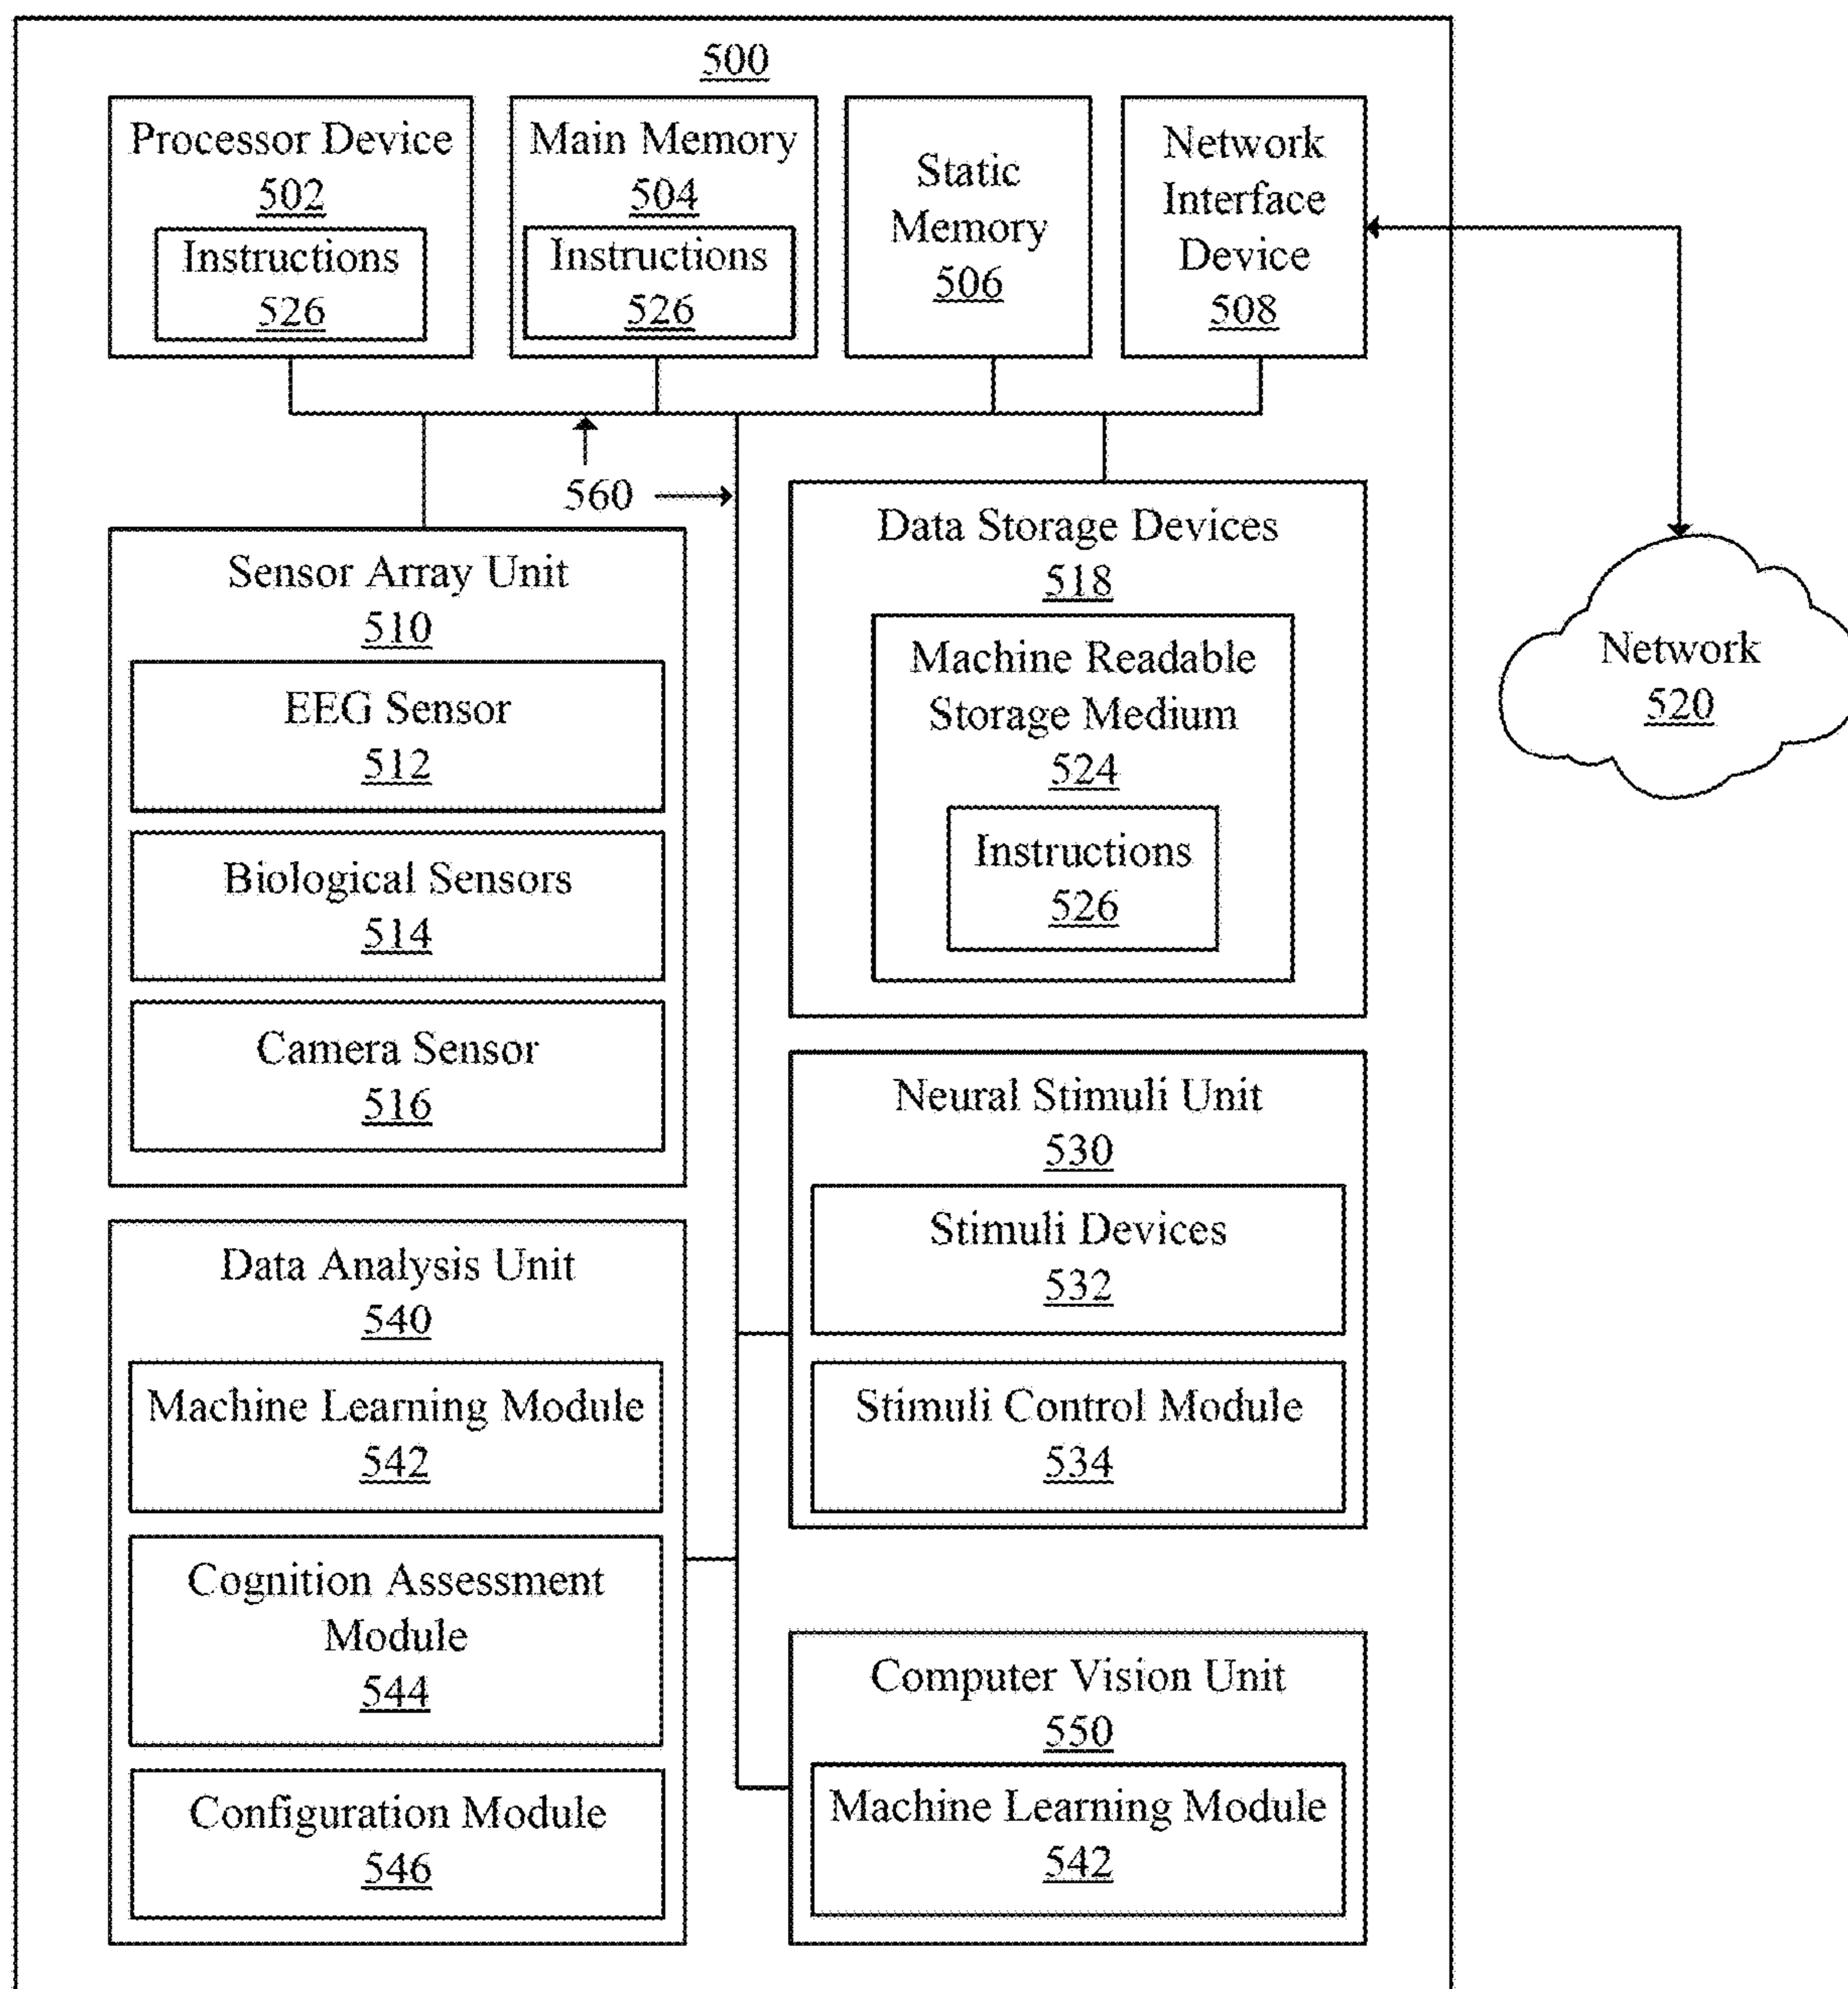 500
Processor Device
502
Instructions
526
Main Memory
504
Instructions
526
Static
Memory
506
Network
Interface
Device
508
560
Sensor Array Unit
510
EEG Sensor
512
Biological Sensors
514
Camera Sensor
516
Data Storage Devices
518
Machine Readable
Storage Medium
524
Instructions
526
Network
520
Neural Stimuli Unit
530
Stimuli Devices
532
Stimuli Control Module
534
Data Analysis Unit
540
Machine Learning Module
542
Cognition Assessment
Module
544
Configuration Module
546
Computer Vision Unit
550
Machine Learning Module
542